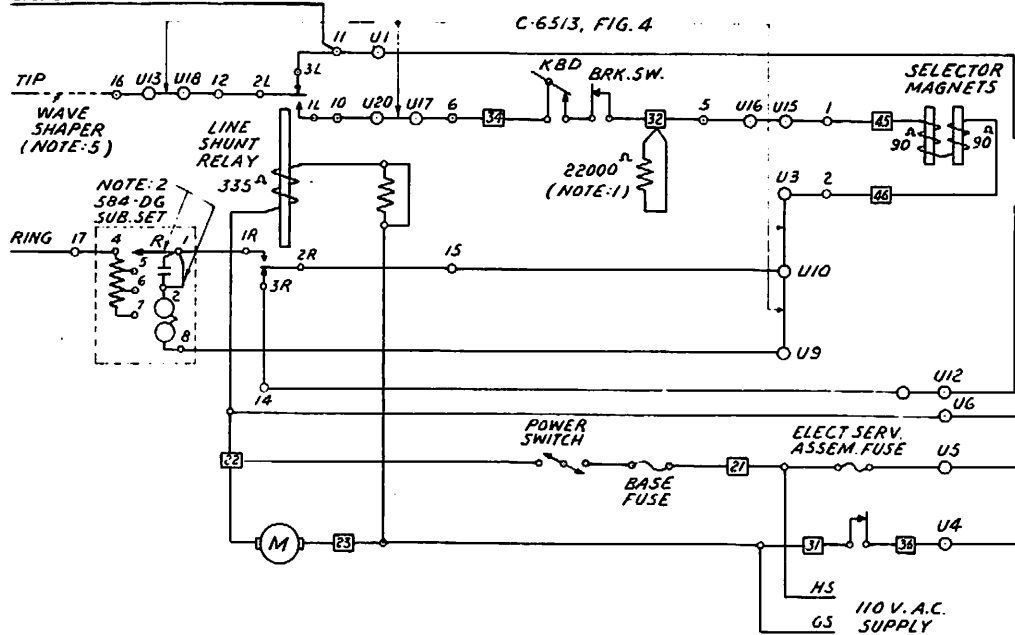 C-6513, FIG. 4
11 U1
3L
KBD
BRK. SW.
SELECTOR
MAGNETS
TIP 16 U13 U18 12 2L
1L 10 U20 U17 6 34 32 5 U16 U15 1 45
90 Ω 90 Ω
WAVE
SHAPER
(NOTE:5)
LINE
SHUNT
RELAY
335 Ω
22000 Ω
(NOTE:1)
U3 2 46
NOTE:2
584-DG
SUB.SET
RING 17 4 R 1 1R
5
6
7
2
8
2R 15 U10
3R
U9
14 U12
U6
POWER
SWITCH
ELECT SERV.
ASSEM. FUSE
22 21 U5
BASE
FUSE
M 23 31 36 U4
HS
GS
110 V. A.C.
SUPPLY